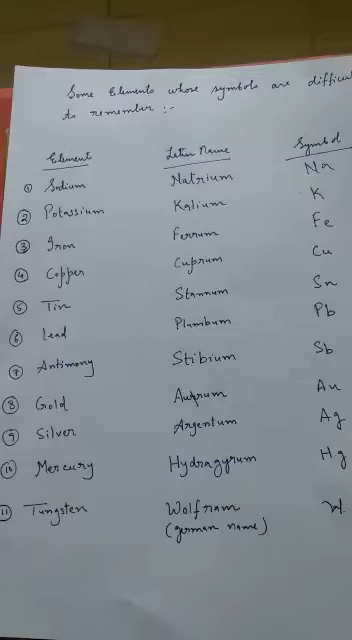 Some Elements whose symbols are difficul
to remember :-
Elements Latin Name Symbol
① Sodium Natrium Na
② Potassium Kalium K
③ Iron Ferrum Fe
④ Copper Cuprum Cu
⑤ Tin Stannum Sn
⑥ Lead Plumbum Pb
⑦ Antimony Stibium Sb
⑧ Gold Aurum Au
⑨ Silver Argentum Ag
⑩ Mercury Hydragyrum Hg
⑪ Tungsten Wolfram W.
(german name)